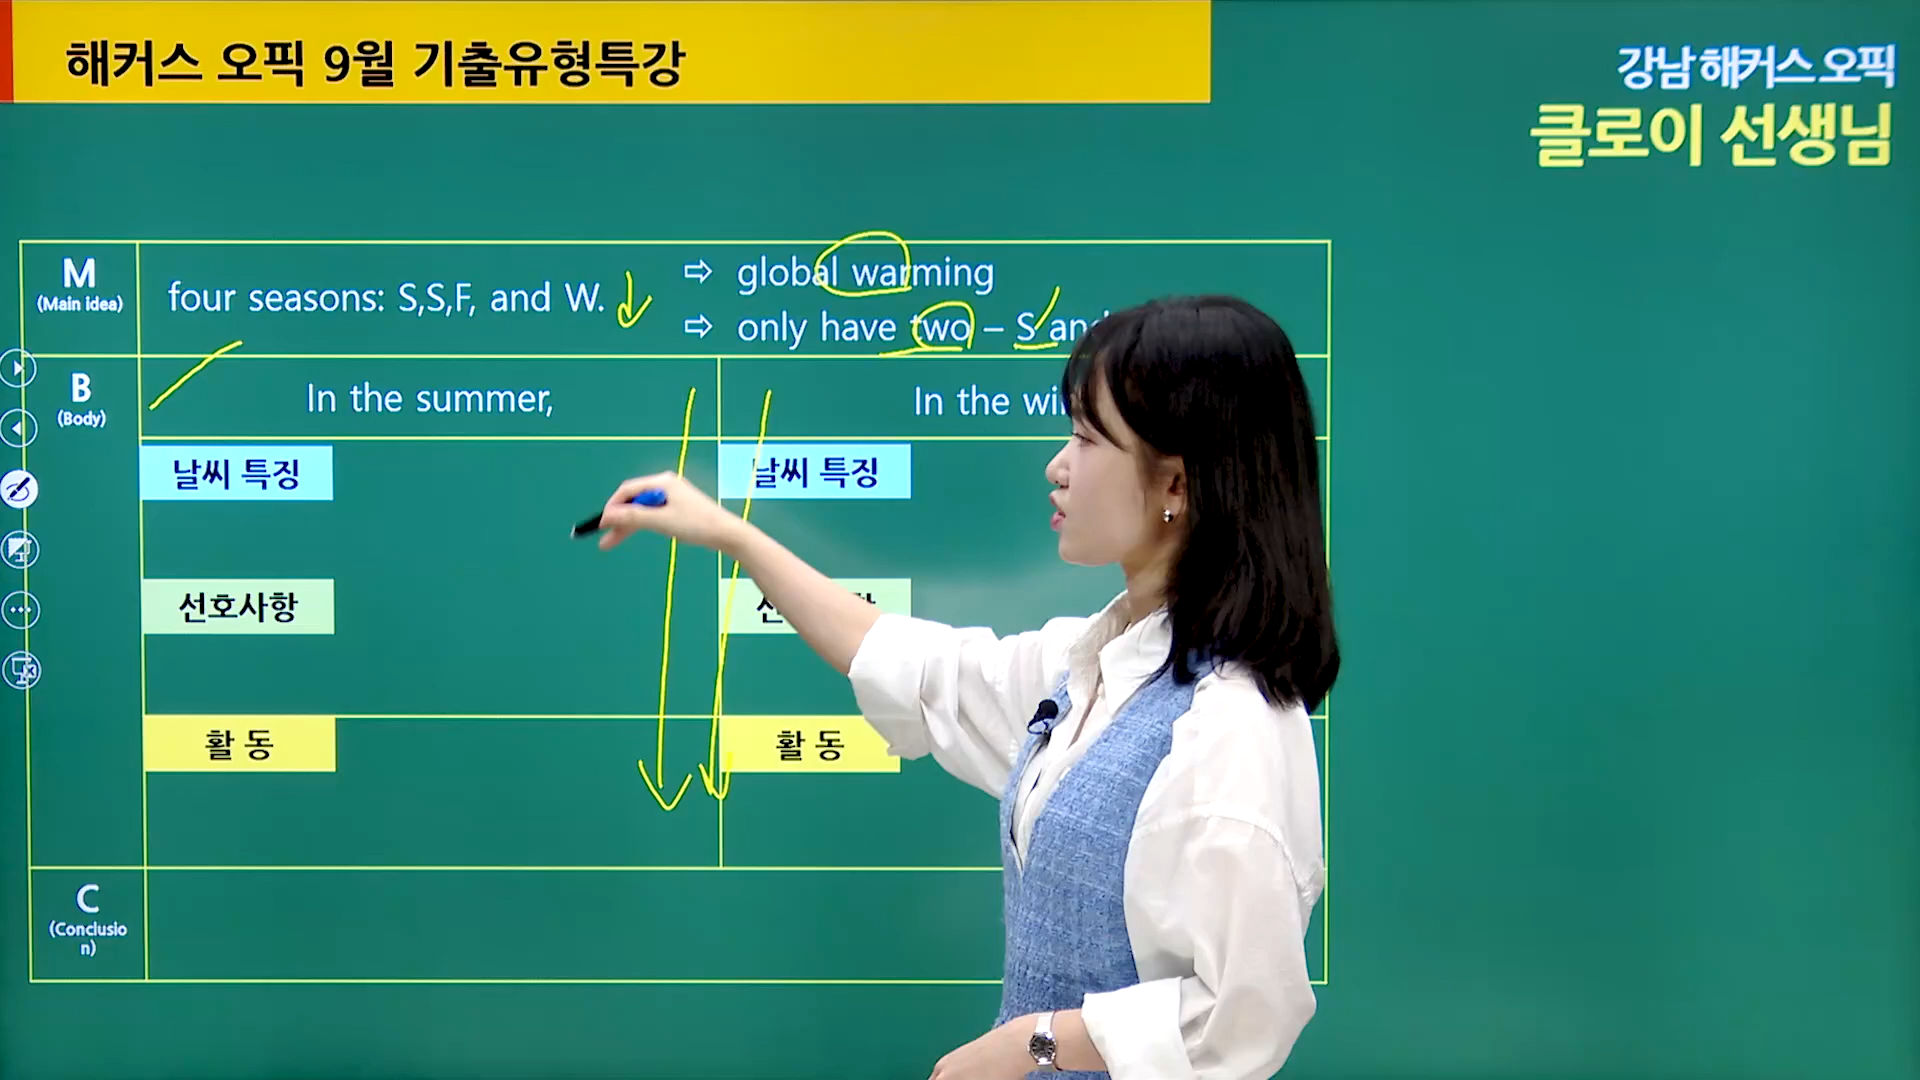 해커스 오픽 9월 기출유형특강
강남 해커스 오픽
클로이 선생님
M
(Main idea)
four seasons: S,S,F, and W.
⇨ global warming
⇨ only have two – S
B
(Body)
In the summer,
In the
날씨 특징
날씨 특징
선호사항
활 동
활 동
C
(Conclusio
n)